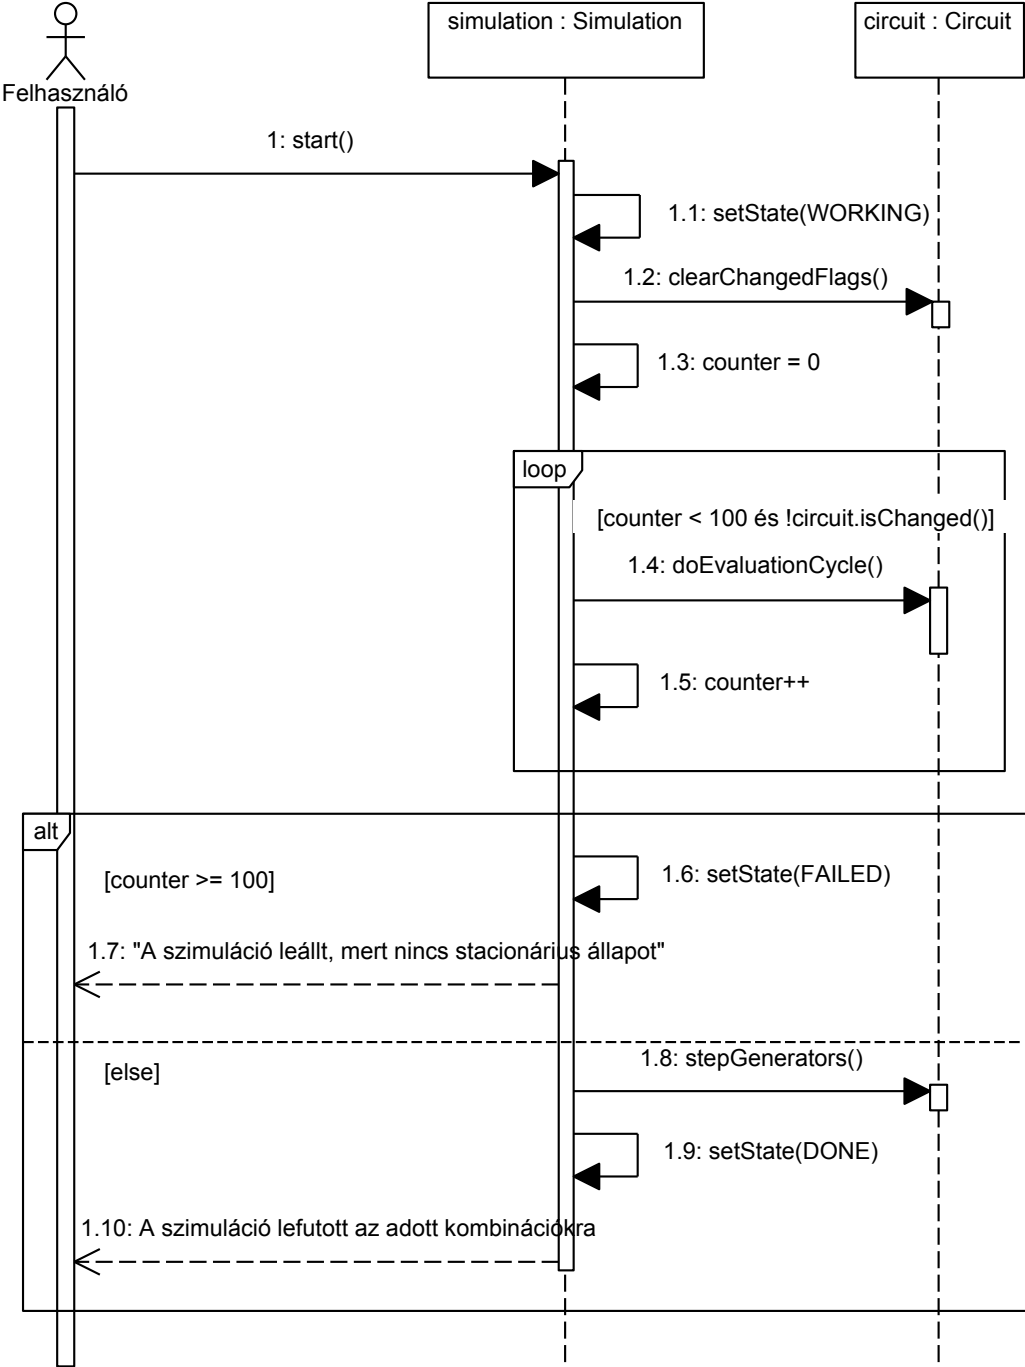 simulation : Simulation
circuit : Circuit
Felhasználó
1: start()
1.1: setState(WORKING)
1.2: clearChangedFlags()
1.3: counter = 0
loop
[counter < 100 és !circuit.isChanged()]
1.4: doEvaluationCycle()
1.5: counter++
alt
[counter >= 100]
1.6: setState(FAILED)
1.7: "A szimuláció leállt, mert nincs stacionárius állapot"
1.8: stepGenerators()
[else]
1.9: setState(DONE)
1.10: A szimuláció lefutott az adott kombinációkra